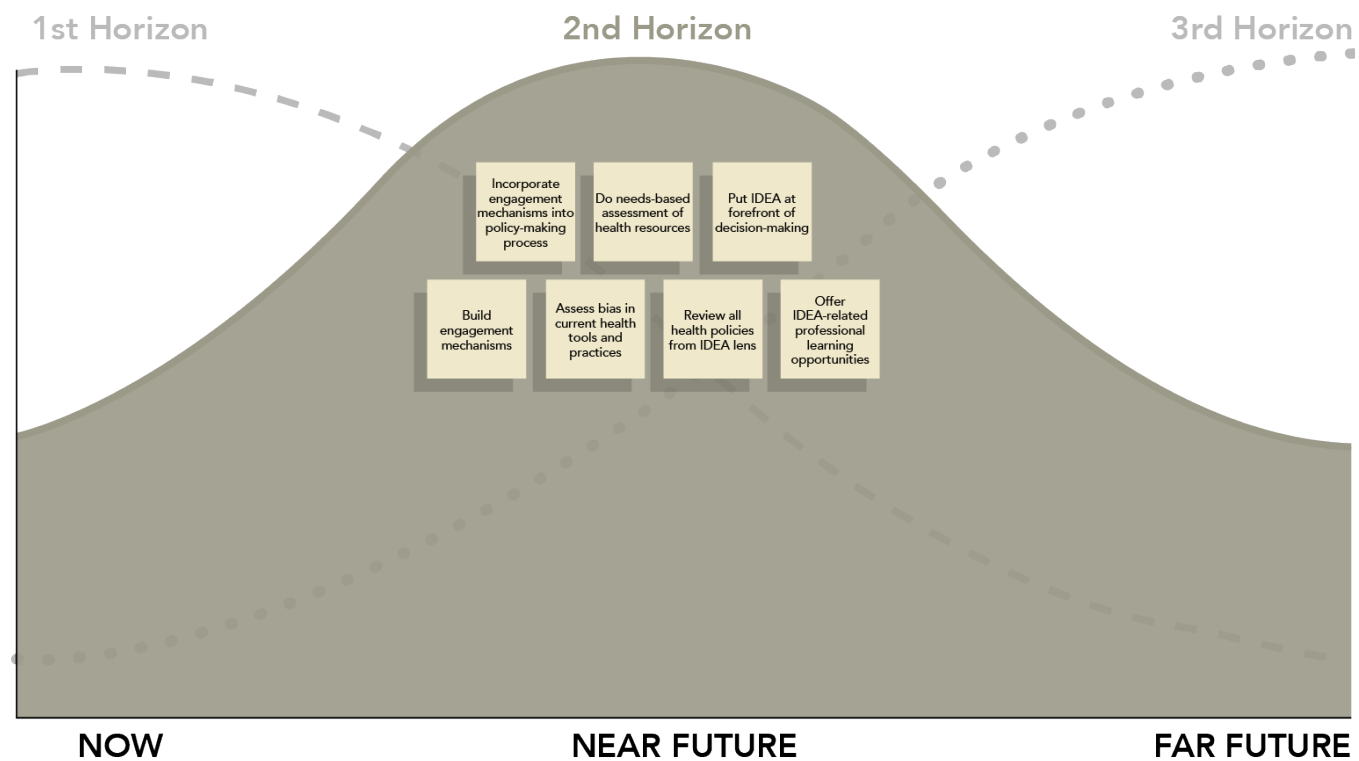 1st Horizon
2nd Horizon
3rd Horizon
Incorporate
engagement
mechanisms into
policy-making
process
Do needs-based
assessment of
health resources
Put IDEA at
forefront of
decision-making
Build
engagement
mechanisms
Assess bias in
current health
tools and
practices
Review all
health policies
from IDEA lens
Offer
IDEA-related
professional
learning
opportunities
NOW
NEAR FUTURE
FAR FUTURE